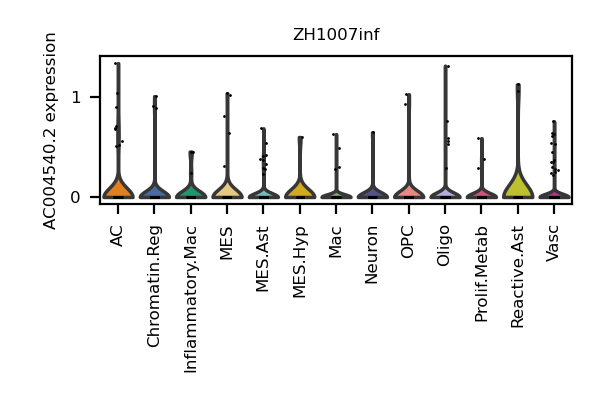 ZH1007inf
AC004540.2 expression
1
0
AC
Chromatin.Reg
Inflammatory.Mac
MES
MES.Ast
MES.Hyp
Mac
Neuron
OPC
Oligo
Prolif.Metab
Reactive.Ast
Vasc